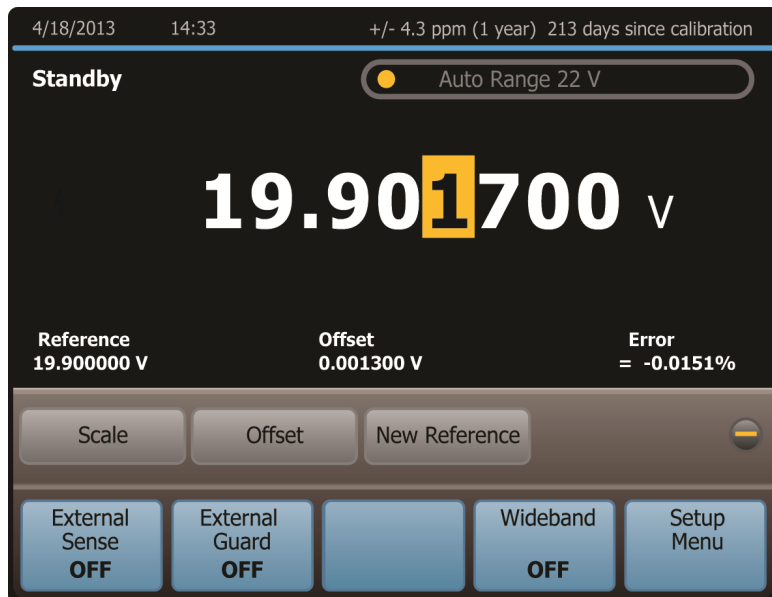 4/18/2013 14:33 +/- 4.3 ppm (1 year) 213 days since calibration
Standby Auto Range 22 V
19.901700 V
Reference Offset Error
19.900000 V 0.001300 V = -0.0151%
Scale Offset New Reference
External Sense OFF
External Guard OFF
Wideband OFF
Setup Menu